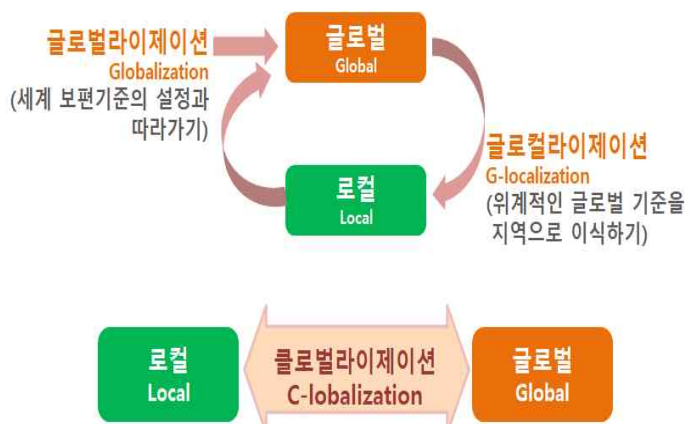 글로벌라이제이션
Globalization
(세계 보편기준의 설정과
따라가기)
글로벌
Global
글로컬라이제이션
G-localization
(위계적인 글로벌 기준을
지역으로 이식하기)
로컬
Local
로컬
Local
클로벌라이제이션
C-lobalization
글로벌
Global